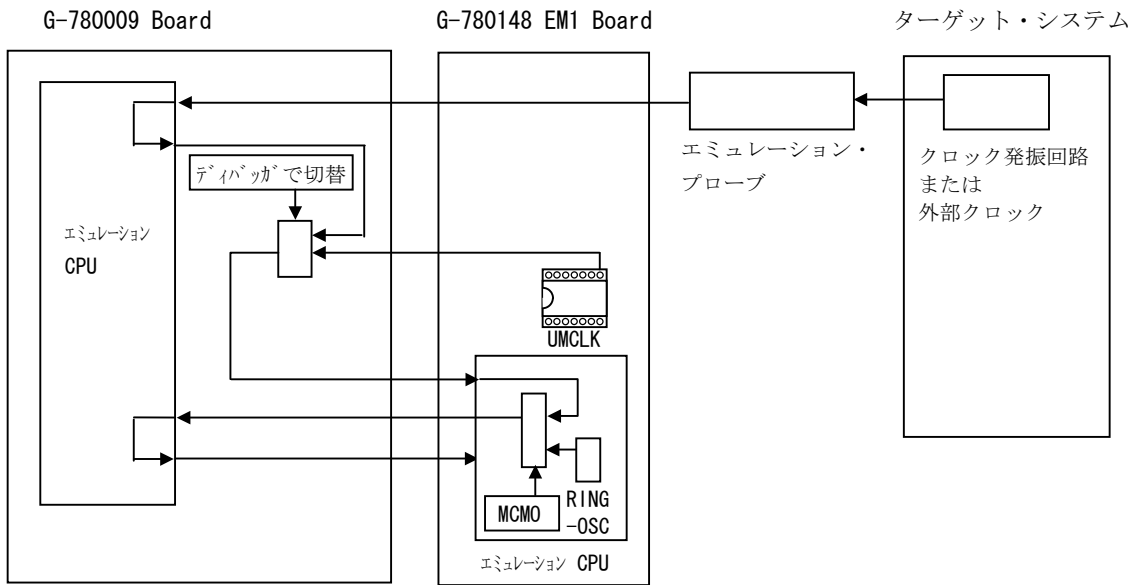 G-780009 Board
G-780148 EM1 Board
ターゲット・システム
エミュレーション・
プローブ
クロック発振回路
または
外部クロック
ディバッガで切替
エミュレーション
CPU
UMCLK
RING
-OSC
MCM0
エミュレーション CPU